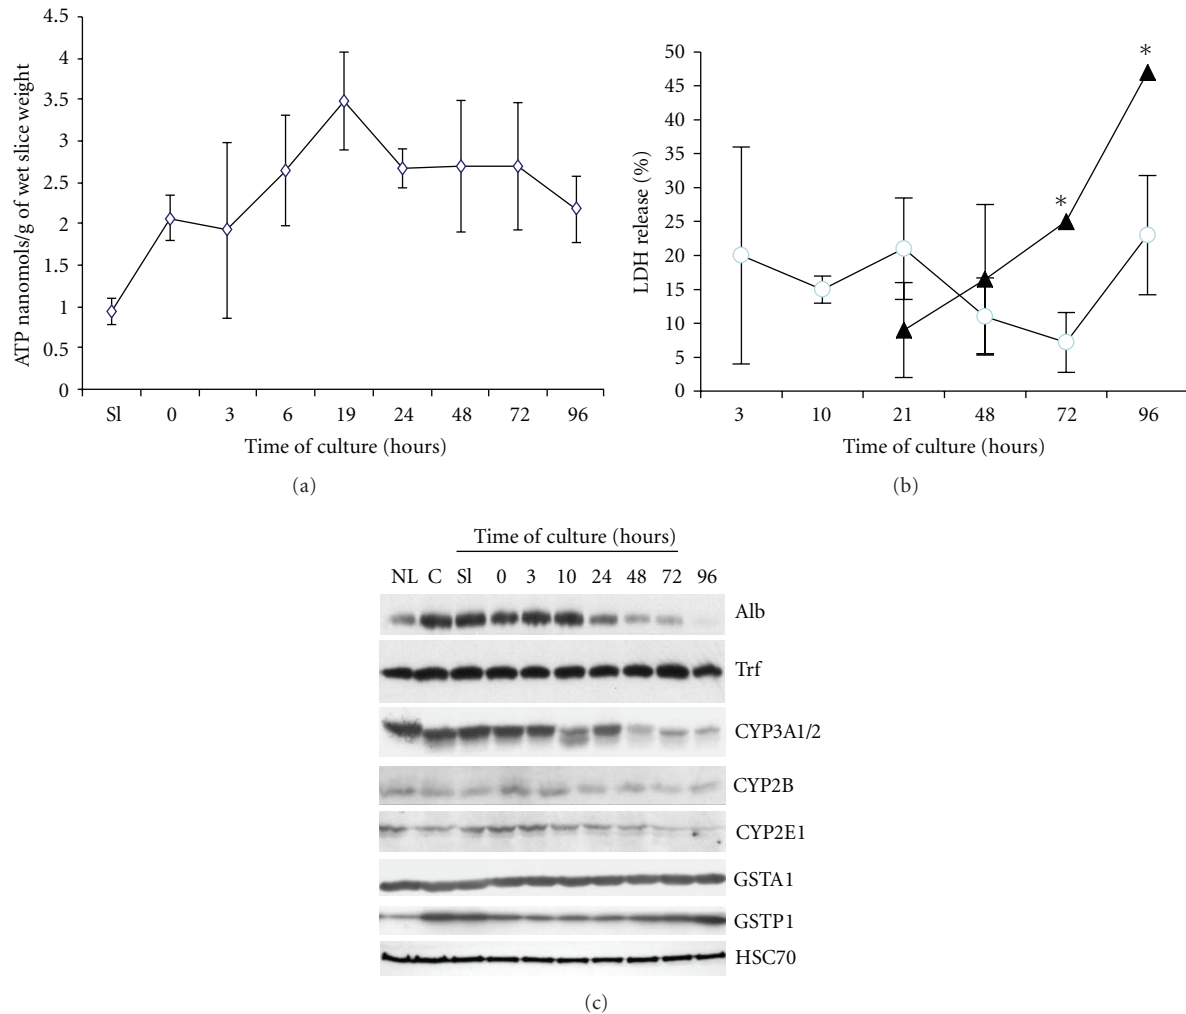 ATP nanomols/g of wet slice weight
4.5
4
3.5
3
2.5
2
1.5
1
0.5
0
Sl 0 3 6 19 24 48 72 96
Time of culture (hours)
(a)
LDH release (%)
50
45
40
35
30
25
20
15
10
5
0
*
*
3 10 21 48 72 96
Time of culture (hours)
(b)
Time of culture (hours)
NL C Sl 0 3 10 24 48 72 96
Alb
Trf
CYP3A1/2
CYP2B
CYP2E1
GSTA1
GSTP1
HSC70
(c)